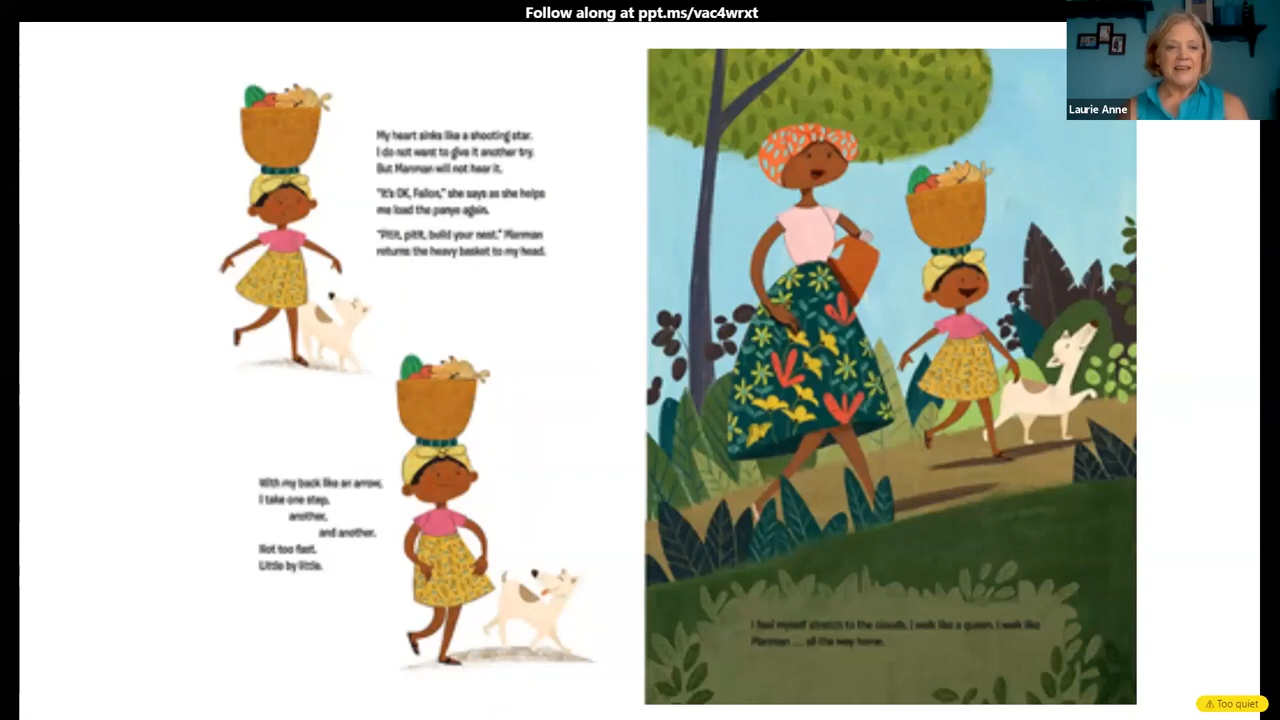 Follow along at ppt.ms/vac4wrxt
Laurie Anne
My heart sinks like a shooting star.
I do not want to give it another try.
But Manman will not hear it.
"It's OK, Fallon," she says as she helps
me load the panye again.
"Pitit, pitit, build your nest." Manman
returns the heavy basket to my head.
With my back like an arrow,
I take one step,
another,
and another.
Not too fast.
Little by little.
I feel myself stretch to the clouds. I walk like a queen. I walk like
Manman ... all the way home.
Too quiet